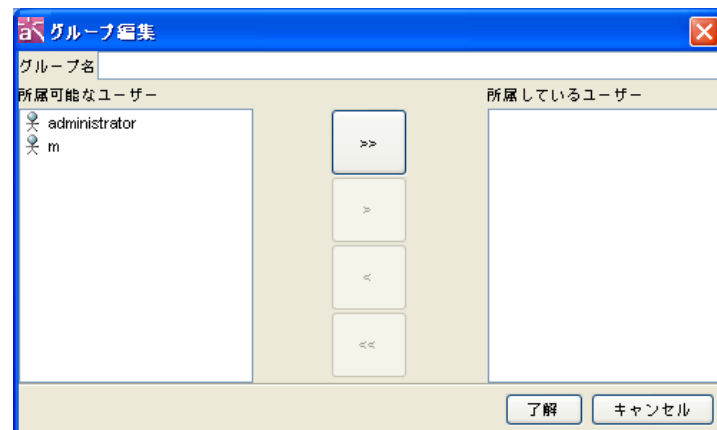 グループ編集
グループ名
所属可能なユーザー
所属しているユーザー
administrator
m
>>
>
<
<<
了解
キャンセル